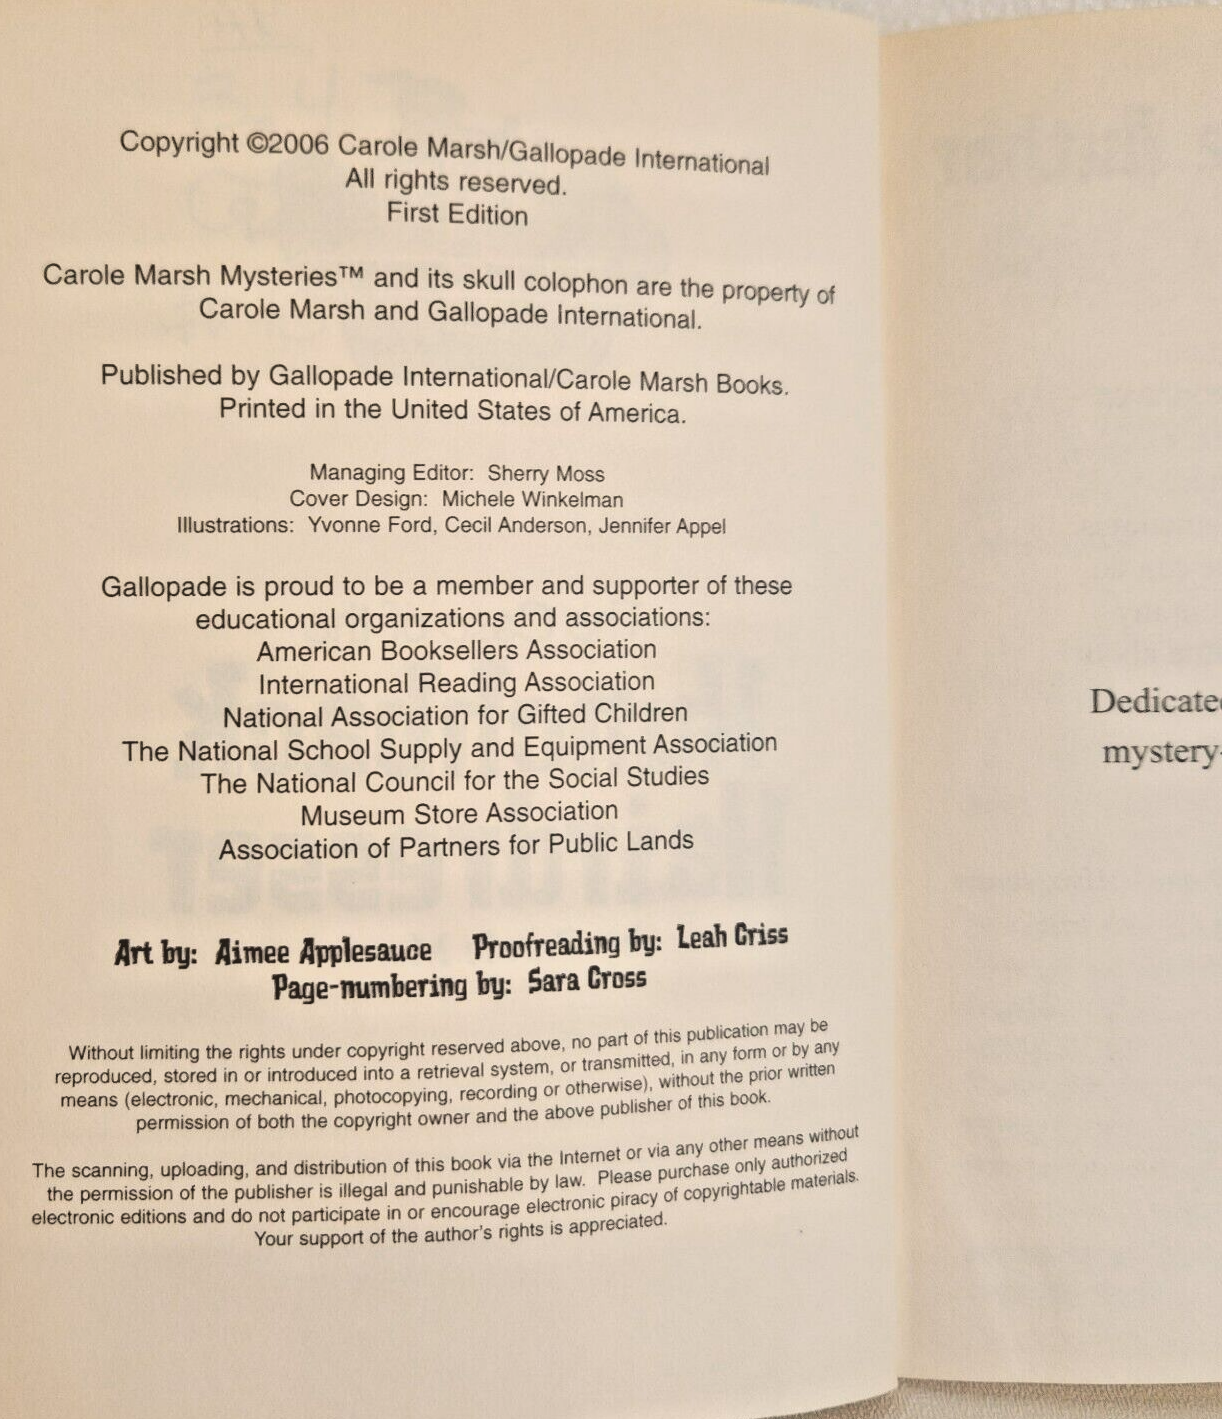 Copyright ©2006 Carole Marsh/Gallopade International
All rights reserved.
First Edition
Carole Marsh Mysteries™ and its skull colophon are the property of
Carole Marsh and Gallopade International.
Published by Gallopade International/Carole Marsh Books.
Printed in the United States of America.
Managing Editor: Sherry Moss
Cover Design: Michele Winkelman
Illustrations: Yvonne Ford, Cecil Anderson, Jennifer Appel
Gallopade is proud to be a member and supporter of these
educational organizations and associations:
American Booksellers Association
International Reading Association
National Association for Gifted Children
The National School Supply and Equipment Association
The National Council for the Social Studies
Museum Store Association
Association of Partners for Public Lands
Art by: Aimee Applesauce Proofreading by: Leah Criss
Page-numbering by: Sara Cross
Without limiting the rights under copyright reserved above, no part of this publication may be
reproduced, stored in or introduced into a retrieval system, or transmitted, in any form or by any
means (electronic, mechanical, photocopying, recording or otherwise), without the prior written
permission of both the copyright owner and the above publisher of this book.
The scanning, uploading, and distribution of this book via the Internet or via any other means without
the permission of the publisher is illegal and punishable by law. Please purchase only authorized
electronic editions and do not participate in or encourage electronic piracy of copyrightable materials.
Your support of the author's rights is appreciated.
Dedicate
mystery-